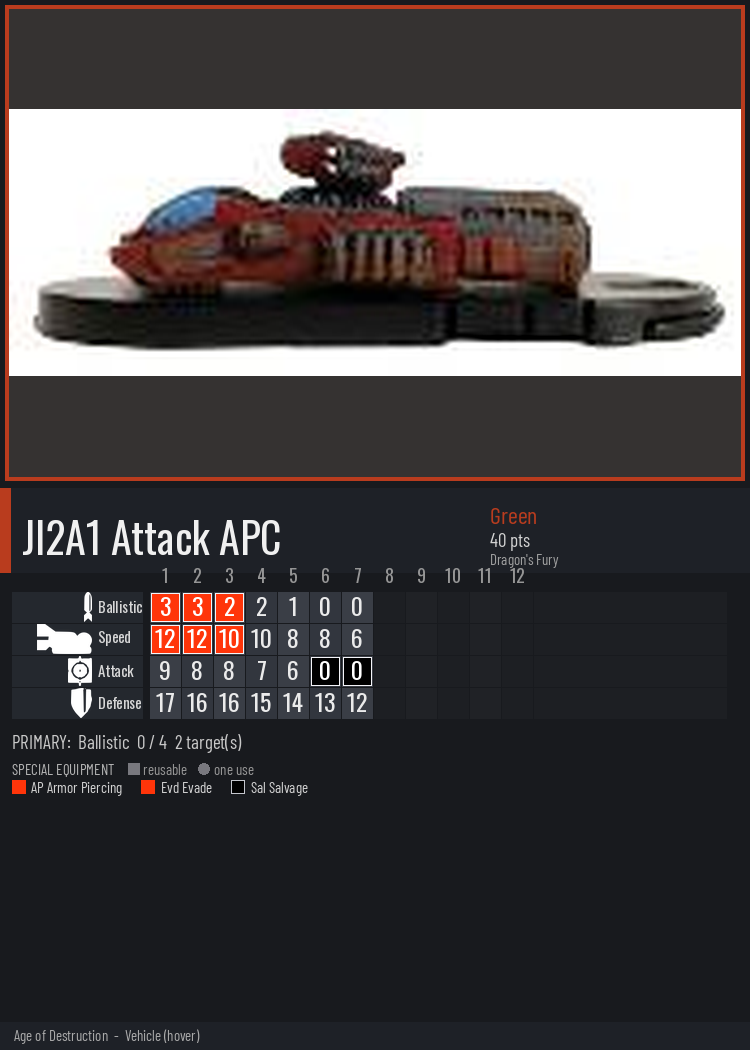 JI2A1 Attack APC
Green
40 pts
Dragon's Fury
1 2 3 4 5 6 7 8 9 10 11 12
Ballistic 3 3 2 2 1 0 0
Speed 12 12 10 10 8 8 6
Attack 9 8 8 7 6 0 0
Defense 17 16 16 15 14 13 12
PRIMARY: Ballistic 0 / 4 2 target(s)
SPECIAL EQUIPMENT reusable one use
AP Armor Piercing Evd Evade Sal Salvage
Age of Destruction - Vehicle (hover)